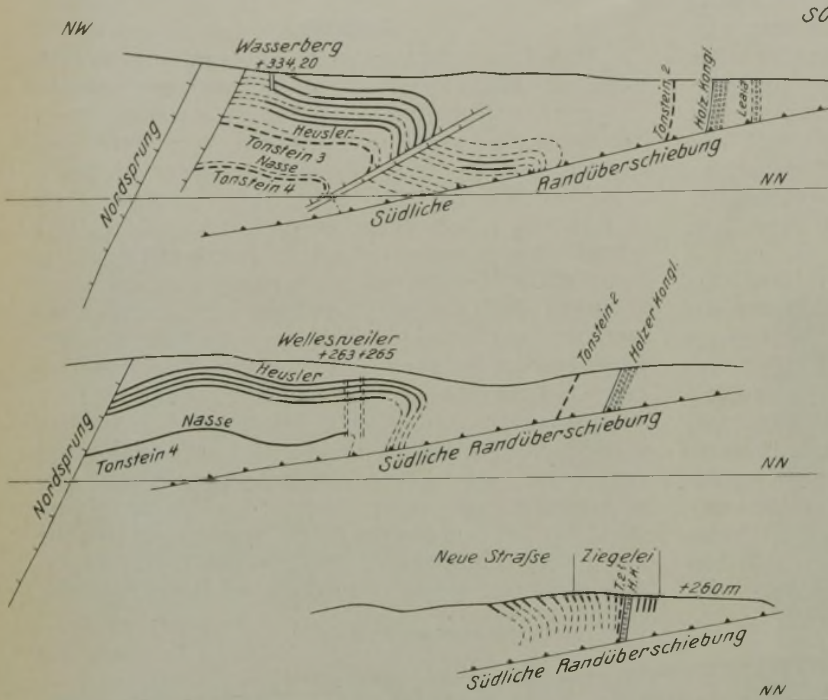 NW
SO
Wasserberg
+334,20
Nordsprung
Heusler
Tonstein 3
Nasse
Tonstein 4
Südliche Randüberschiebung
Tonstein 2
Holz Kongl.
Leaia
NN
Wellesweiler
+263 +265
Heusler
Nordsprung
Nasse
Tonstein 4
Tonstein 2
Holzer Kongl.
Südliche Randüberschiebung
NN
Neue Straße
Ziegelei
H.K.
+260m
Südliche Randüberschiebung
NN